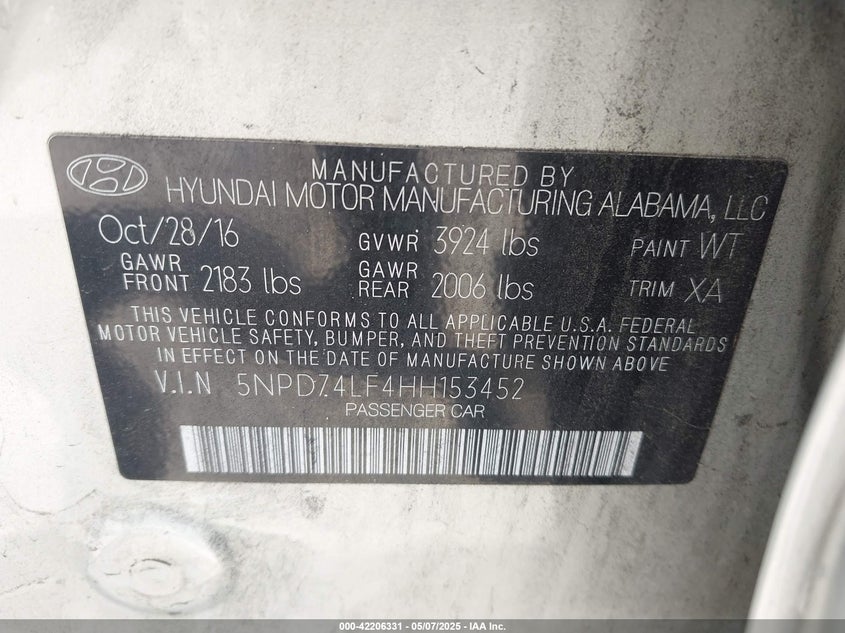 MANUFACTURED BY
HYUNDAI MOTOR MANUFACTURING ALABAMA, LLC
Oct/28/16 GVWR 3924 lbs PAINT WT
GAWR FRONT 2183 lbs GAWR REAR 2006 lbs TRIM XA
THIS VEHICLE CONFORMS TO ALL APPLICABLE U.S.A. FEDERAL
MOTOR VEHICLE SAFETY, BUMPER, AND THEFT PREVENTION STANDARDS
IN EFFECT ON THE DATE OF MANUFACTURE SHOWN ABOVE
V.I.N 5NPD74LF4HH153452
PASSENGER CAR
000-42206331 - 05/07/2025 - IAA Inc.